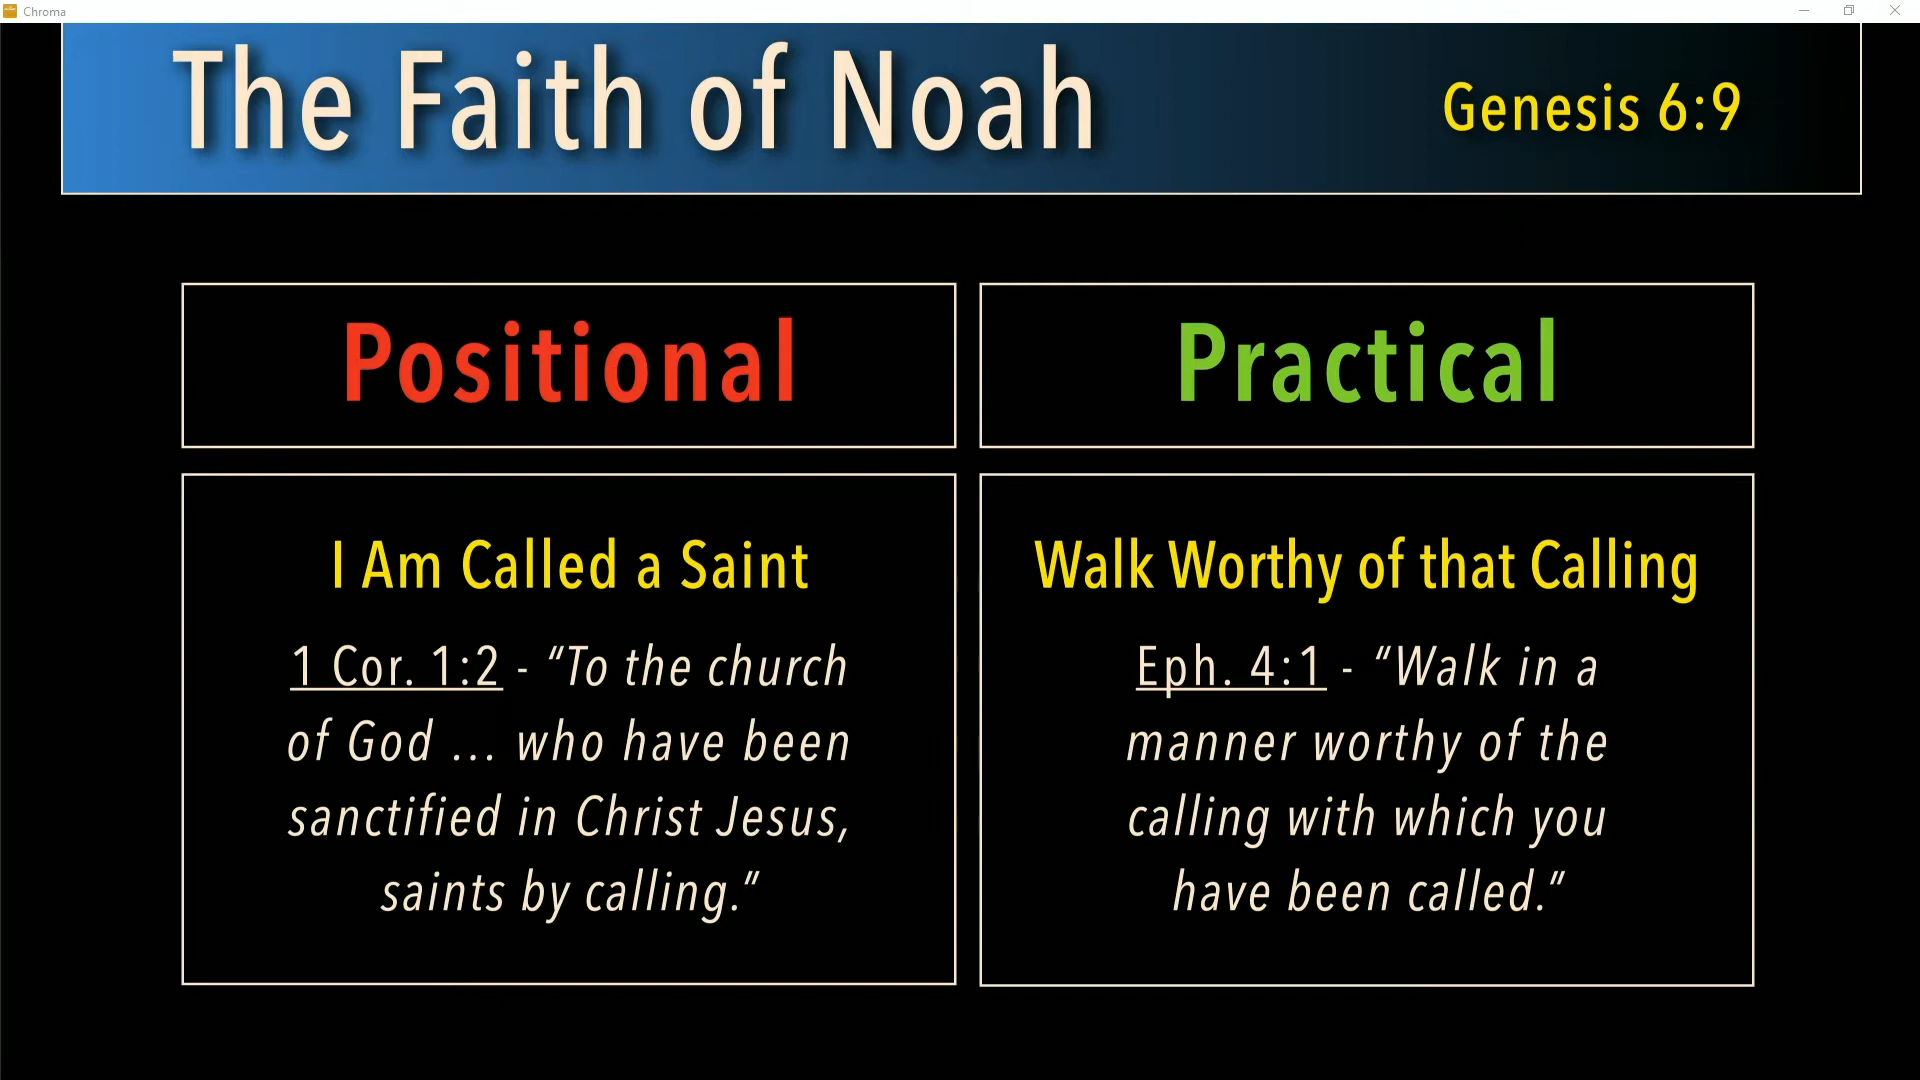 Chroma
The Faith of Noah
Genesis 6:9
Positional
Practical
I Am Called a Saint
1 Cor. 1:2 - “To the church
of God ... who have been
sanctified in Christ Jesus,
saints by calling.”
Walk Worthy of that Calling
Eph. 4:1 - “Walk in a
manner worthy of the
calling with which you
have been called.”